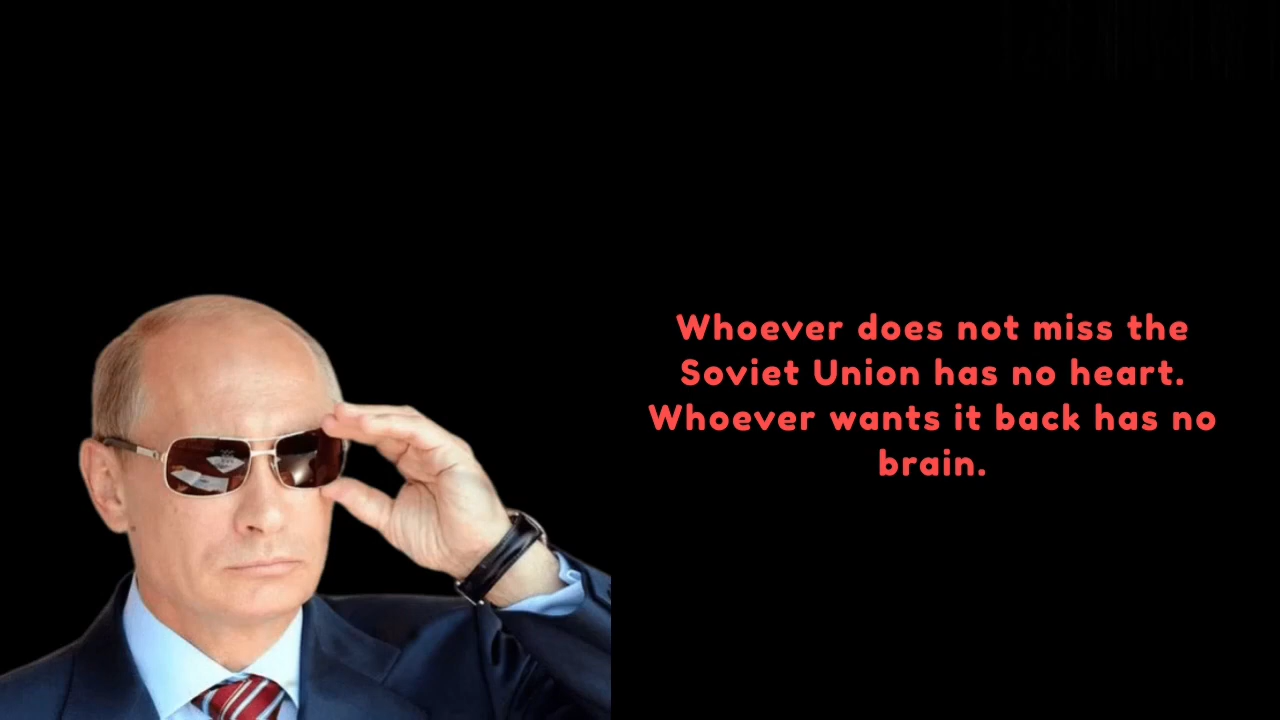 Whoever does not miss the
Soviet Union has no heart.
Whoever wants it back has no
brain.